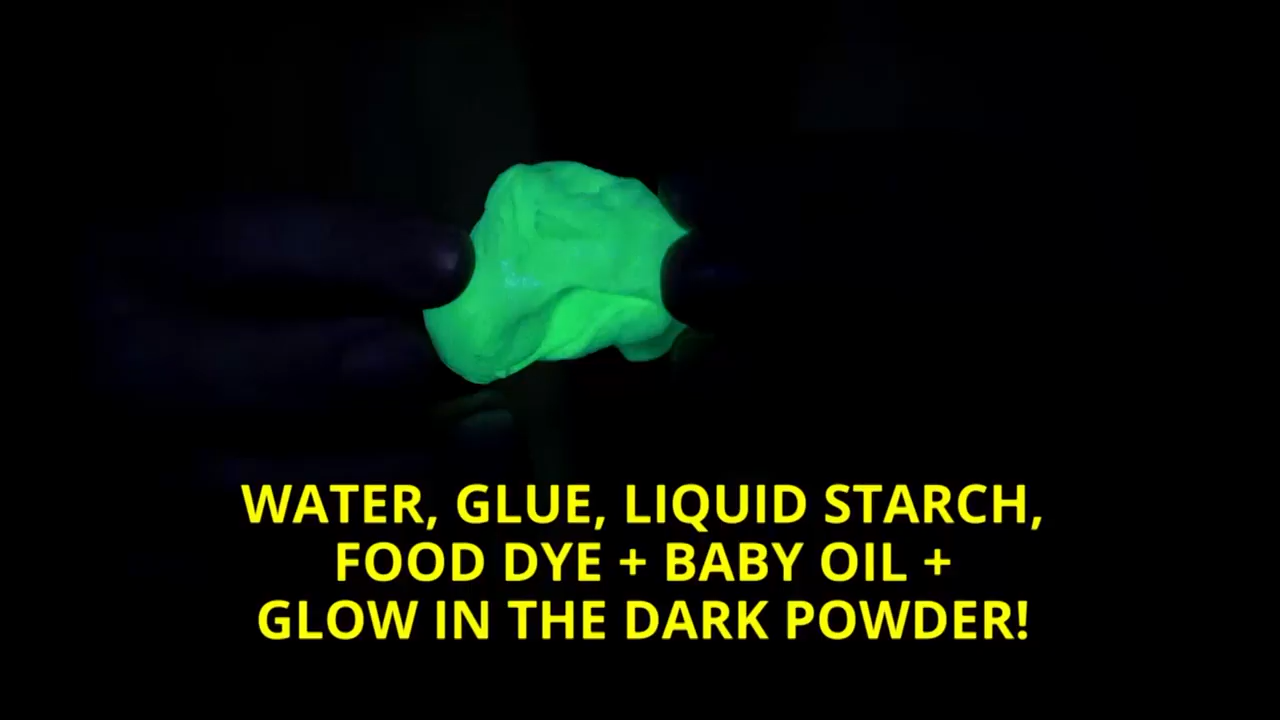 WATER, GLUE, LIQUID STARCH,
FOOD DYE + BABY OIL +
GLOW IN THE DARK POWDER!